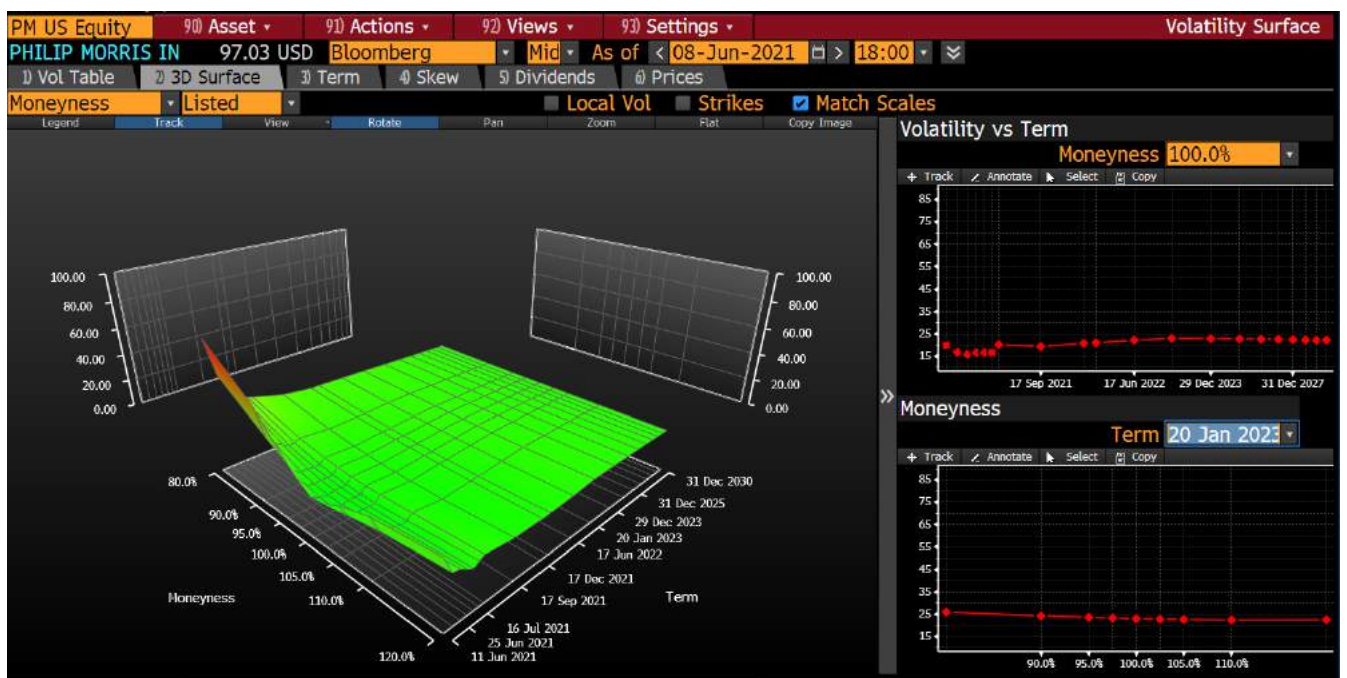 PM US Equity 90) Asset 91) Actions 92) Views 93) Settings Volatility Surface
PHILIP MORRIS IN 97.03 USD Bloomberg Mid As of < 08-Jun-2021 > 18:00
1) Vol Table 2) 3D Surface 3) Term 4) Skew 5) Dividends 6) Prices
Moneyness Listed Local Vol Strikes Match Scales
Legend Track View Rotate Pan Zoom Flat Copy Image
100.00
80.00
60.00
40.00
20.00
0.00
100.00
80.00
60.00
40.00
20.00
0.00
80.0%
90.0%
95.0%
100.0%
105.0%
110.0%
120.0%
Moneyness
31 Dec 2030
31 Dec 2025
29 Dec 2023
20 Jan 2023
17 Jun 2022
17 Dec 2021
17 Sep 2021
16 Jul 2021
25 Jun 2021
11 Jun 2021
Term
»
Volatility vs Term
Moneyness 100.0%
+ Track Annotate Select Copy
85
75
65
55
45
35
25
15
17 Sep 2021 17 Jun 2022 29 Dec 2023 31 Dec 2027
Moneyness
Term 20 Jan 2023
+ Track Annotate Select Copy
85
75
65
55
45
35
25
15
90.0% 95.0% 100.0% 105.0% 110.0%